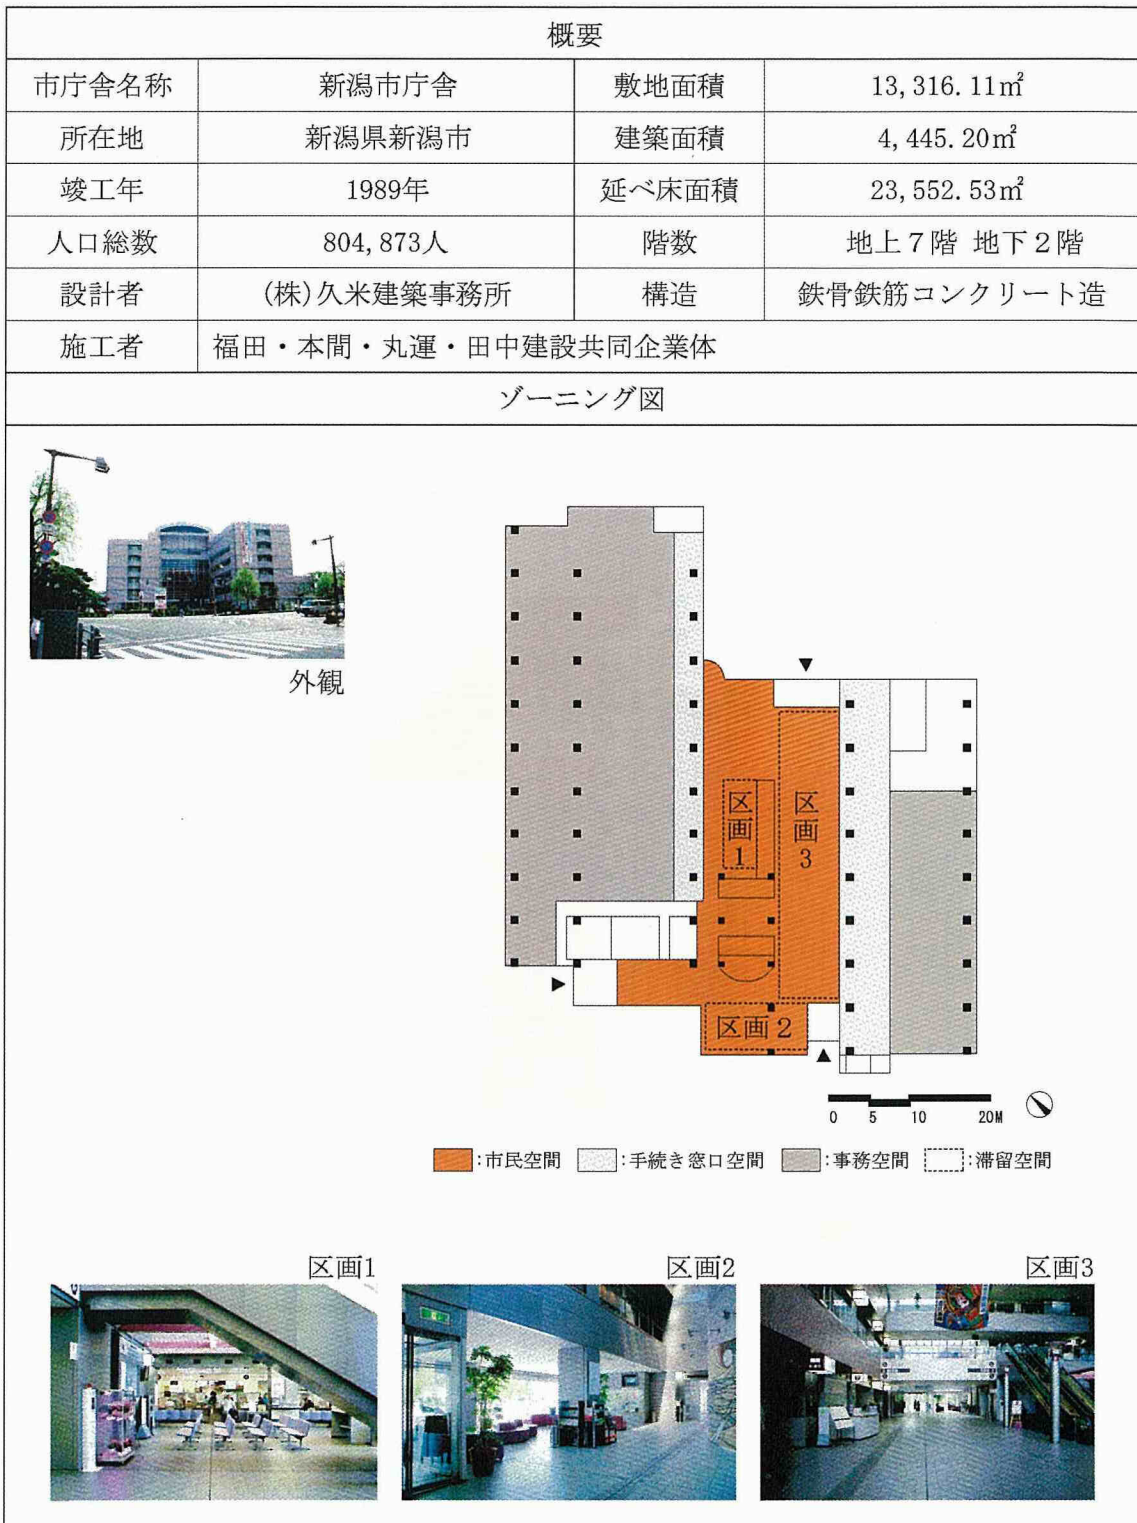 概要
市庁舎名称 新潟市庁舎 敷地面積 13,316.11㎡
所在地 新潟県新潟市 建築面積 4,445.20㎡
竣工年 1989年 延べ床面積 23,552.53㎡
人口総数 804,873人 階数 地上7階 地下2階
設計者 (株)久米建築事務所 構造 鉄骨鉄筋コンクリート造
施工者 福田・本間・丸運・田中建設共同企業体
ゾーニング図
外観
区画1
区画3
区画2
0 5 10 20M
:市民空間 :手続き窓口空間 :事務空間 :滞留空間
区画1
区画2
区画3